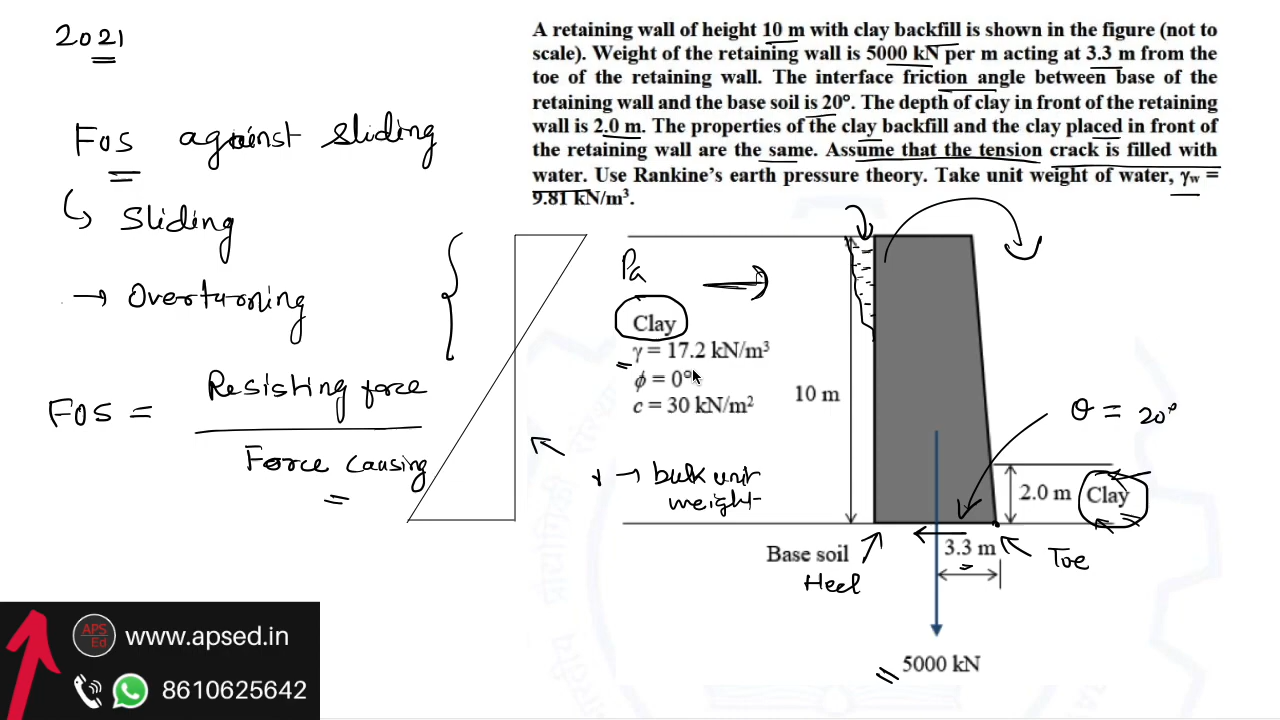 2021
A retaining wall of height 10 m with clay backfill is shown in the figure (not to
scale). Weight of the retaining wall is 5000 kN per m acting at 3.3 m from the
toe of the retaining wall. The interface friction angle between base of the
retaining wall and the base soil is 20°. The depth of clay in front of the retaining
wall is 2.0 m. The properties of the clay backfill and the clay placed in front of
the retaining wall are the same. Assume that the tension crack is filled with
water. Use Rankine's earth pressure theory. Take unit weight of water, γw =
9.81 kN/m³.
FOS against sliding
Sliding
→ Overturning
FOS = Resisting force
Force causing
Pa
Clay
γ = 17.2 kN/m³
ϕ = 0°
c = 30 kN/m²
γ → bulk unit
weight
10 m
θ = 20°
2.0 m
Clay
Base soil
3.3 m
Heel
Toe
5000 kN
APS
Ed
www.apsed.in
8610625642